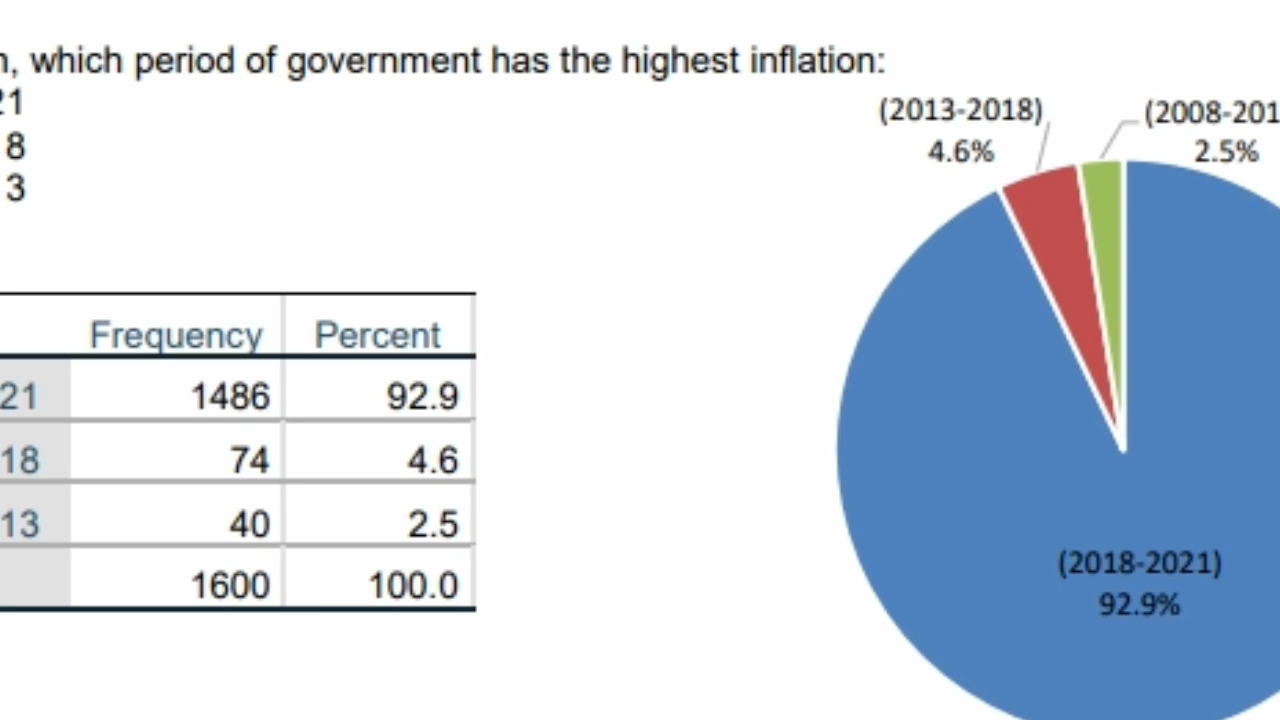 which period of government has the highest inflation:
21
8
3
Frequency Percent
21 1486 92.9
18 74 4.6
13 40 2.5
1600 100.0
(2013-2018)
4.6%
(2008-201
2.5%
(2018-2021)
92.9%